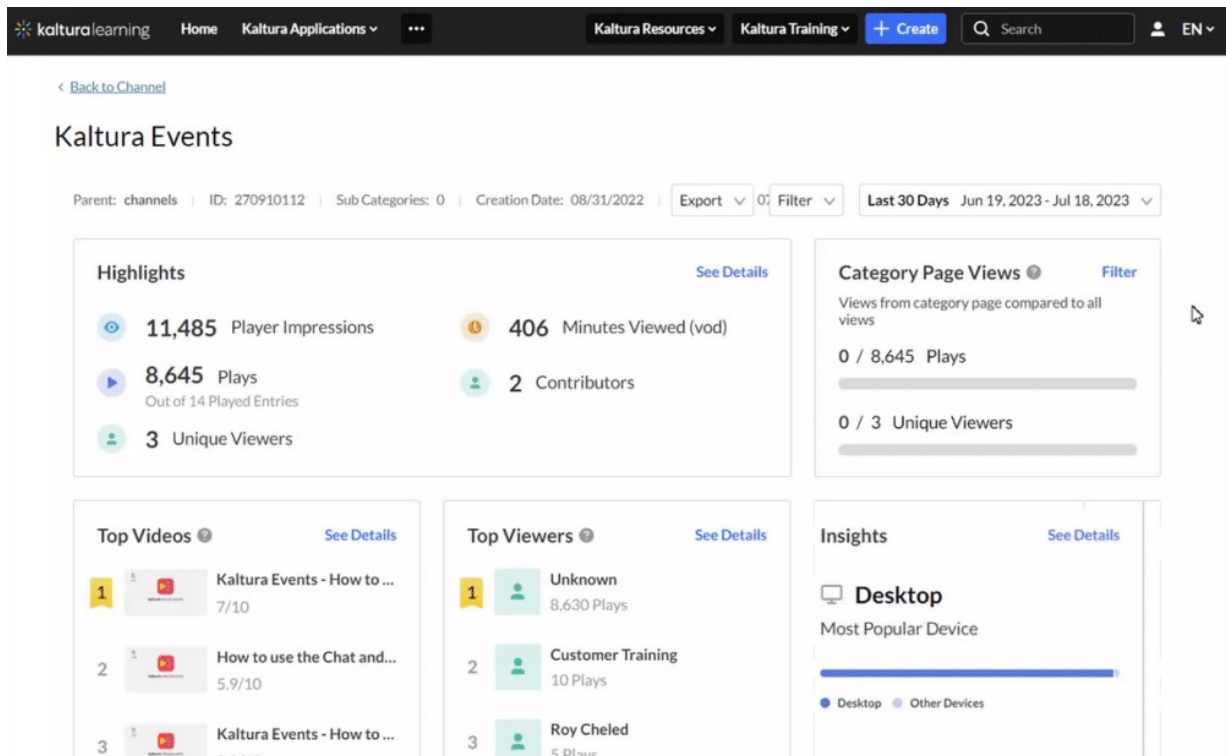 kaltura learning Home Kaltura Applications ••• Kaltura Resources Kaltura Training + Create Search EN
< Back to Channel
Kaltura Events
Parent: channels | ID: 270910112 | Sub Categories: 0 | Creation Date: 08/31/2022 | Export 07 Filter Last 30 Days Jun 19, 2023 - Jul 18, 2023
Highlights See Details
11,485 Player Impressions
406 Minutes Viewed (vod)
8,645 Plays
Out of 14 Played Entries
2 Contributors
3 Unique Viewers
Category Page Views Filter
Views from category page compared to all
views
0 / 8,645 Plays
0 / 3 Unique Viewers
Top Videos See Details
1 Kaltura Events - How to ...
7/10
2 How to use the Chat and...
5.9/10
3 Kaltura Events - How to ...
Top Viewers See Details
1 Unknown
8,630 Plays
2 Customer Training
10 Plays
3 Roy Cheled
5 Plays
Insights See Details
Desktop
Most Popular Device
Desktop Other Devices